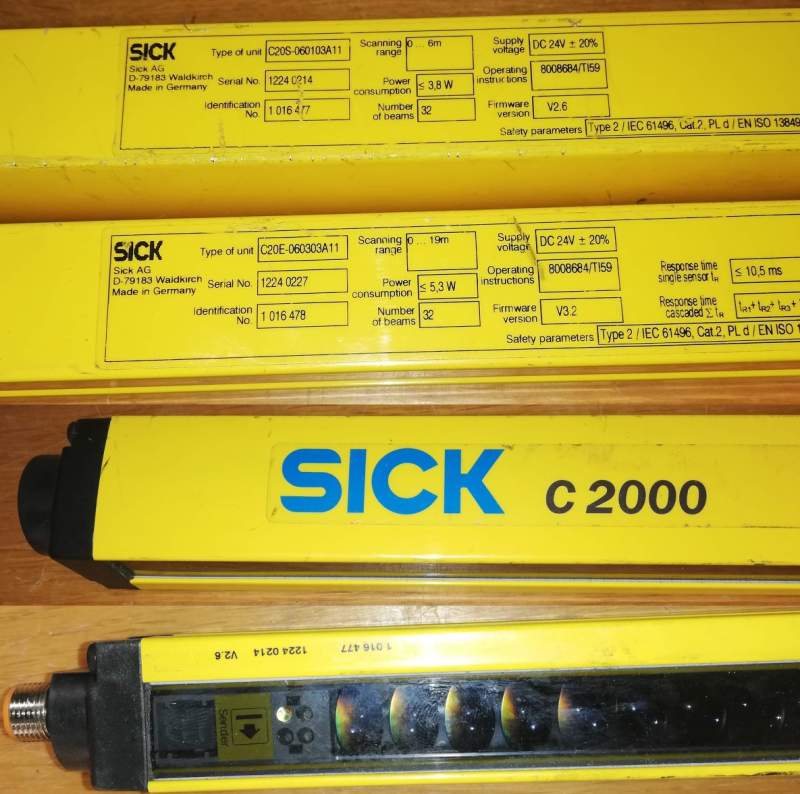 SICK
Sick AG
D-79183 Waldkirch
Made in Germany
Type of unit C20S-060103A11
Serial No. 1224 0214
Identification No. 1 016 477
Scanning range 0 ... 6m
Power consumption ≤ 3,8 W
Number of beams 32
Supply voltage DC 24V ± 20%
Operating instructions 8008684/TI59
Firmware version V2.6
Safety parameters Type 2 / IEC 61496, Cat.2, PL d / EN ISO 13849
SICK
Sick AG
D-79183 Waldkirch
Made in Germany
Type of unit C20E-060303A11
Serial No. 1224 0227
Identification No. 1 016 478
Scanning range 0 ... 19m
Power consumption ≤ 5,3 W
Number of beams 32
Supply voltage DC 24V ± 20%
Operating instructions 8008684/TI59
Firmware version V3.2
Response time single sensor tR ≤ 10,5 ms
Response time cascaded Σ tR tR1+ tR2+ tR3+
Safety parameters Type 2 / IEC 61496, Cat.2, PL d / EN ISO 1
SICK C 2000
1 016 477 1224 0214 V2.6
Sender